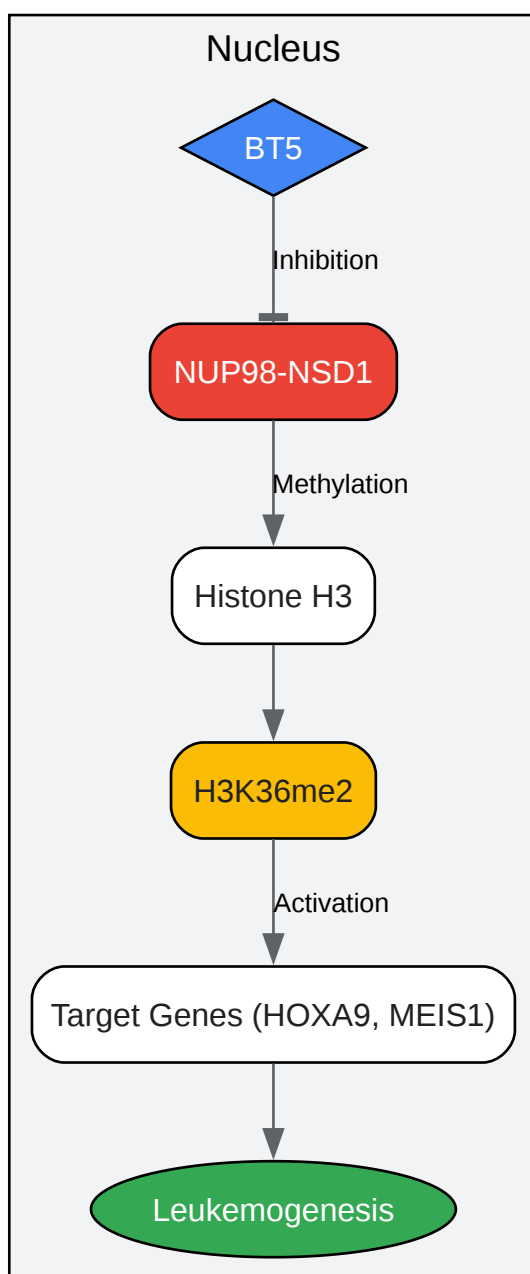 Nucleus
BT5
Inhibition
NUP98-NSD1
Methylation
Histone H3
H3K36me2
Activation
Target Genes (HOXA9, MEIS1)
Leukemogenesis